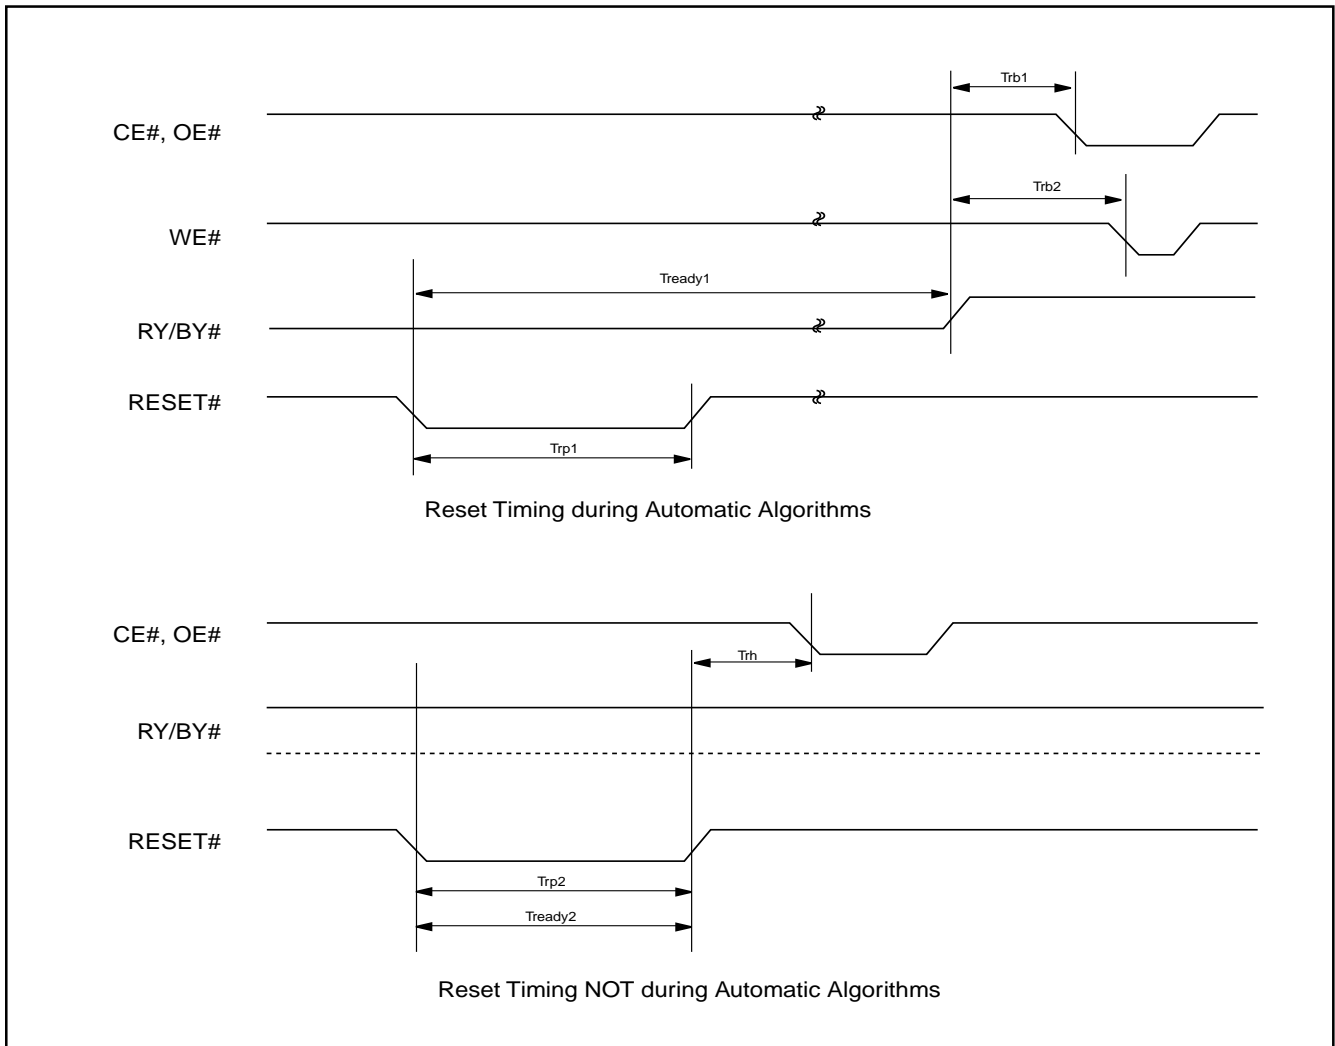 Trb1
CE#, OE#
Trb2
WE#
Tready1
RY/BY#
RESET#
Trp1
Reset Timing during Automatic Algorithms
CE#, OE#
Trh
RY/BY#
RESET#
Trp2
Tready2
Reset Timing NOT during Automatic Algorithms